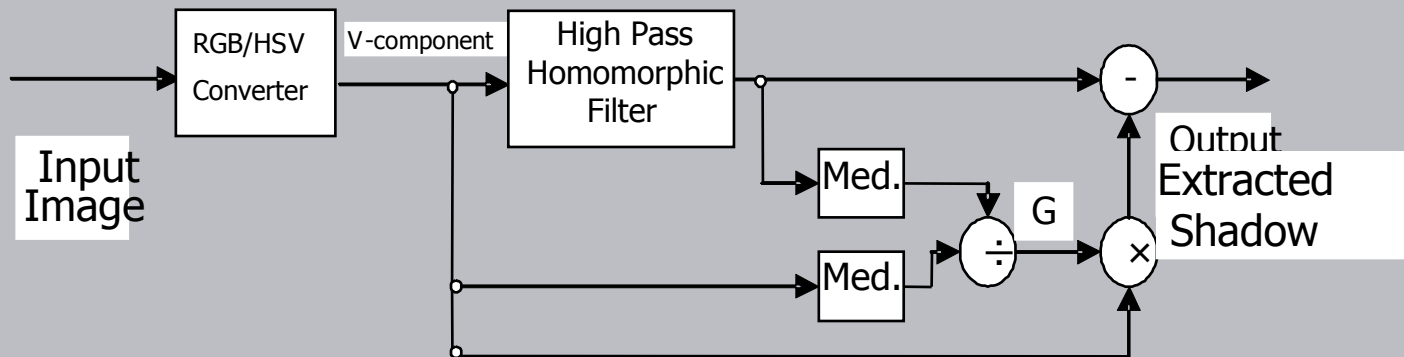 RGB/HSV
Converter
V-component
High Pass
Homomorphic
Filter
-
Input
Image
Med.
G
Output
Extracted
Shadow
÷
×
Med.